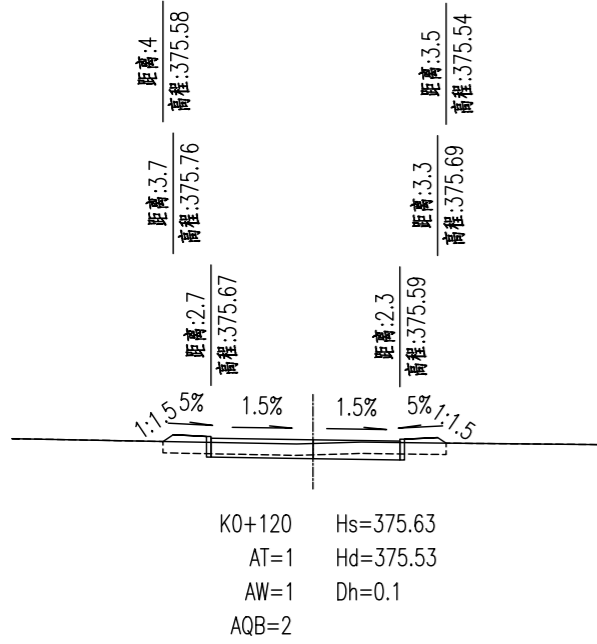 距离:4
高程:375.58
距离:3.5
高程:375.54
距离:3.7
高程:375.76
距离:3.3
高程:375.69
距离:2.7
高程:375.67
距离:2.3
高程:375.59
1:1.5 5% 1.5% 1.5% 5% 1:1.5
K0+120 Hs=375.63
AT=1 Hd=375.53
AW=1 Dh=0.1
AQB=2